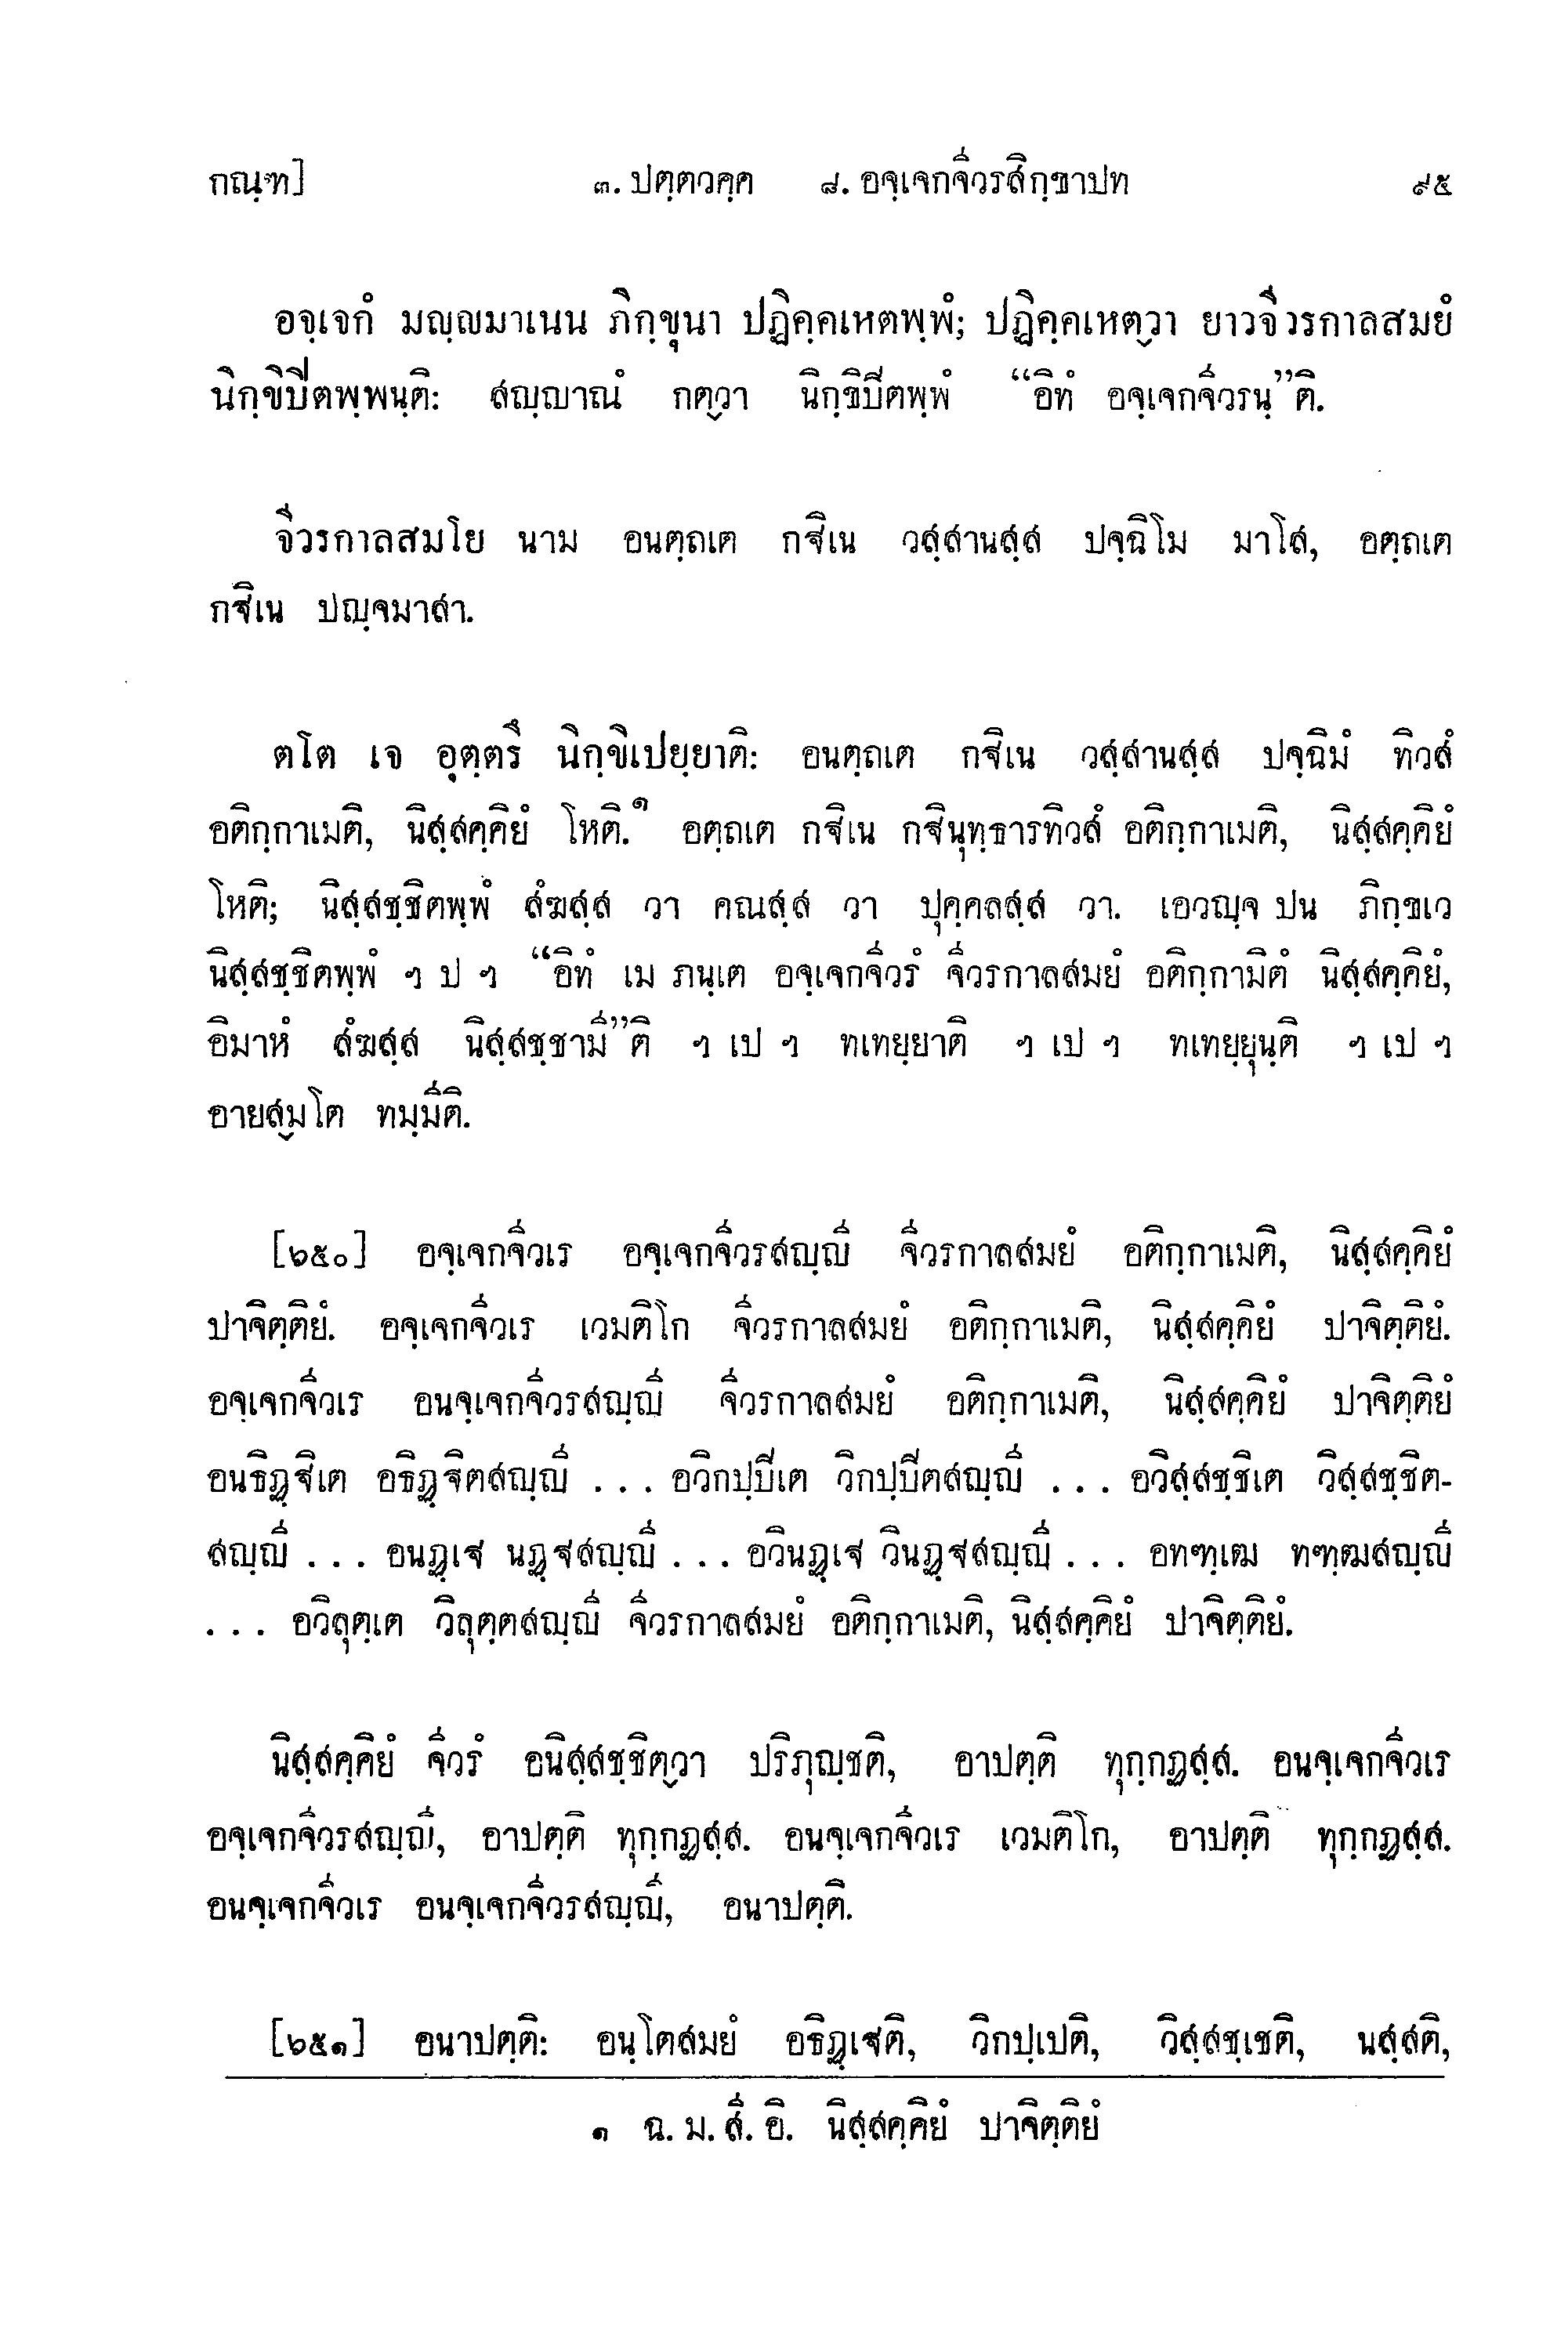 กณฺฑ] ๓. ปตฺตวคฺค ๘. อจฺเจกจีวรสิกฺขาปท ๙๕
อจฺเจกํ มญฺญมาเนน ภิกฺขุนา ปฏิคฺคเหตพฺพํ; ปฏิคฺคเหตฺวา ยาวจีวรกาลสมยํ
นิกฺขิปิตพฺพนฺติ: สญฺญาณํ กตฺวา นิกฺขิปิตพฺพํ “อิทํ อจฺเจกจีวรนฺ”ติ.
จีวรกาลสมโย นาม อนตฺถเต กฐิเน วสฺสานสฺส ปจฺฉิโม มาโส, อตฺถเต
กฐิเน ปญฺจมาสา.
ตโต เจ อุตฺตรึ นิกฺขิเปยฺยาติ: อนตฺถเต กฐิเน วสฺสานสฺส ปจฺฉิมํ ทิวสํ
อติกฺกาเมติ, นิสฺสคฺคิยํ โหติ.๑ อตฺถเต กฐิเน กฐินุทฺธารทิวสํ อติกฺกาเมติ, นิสฺสคฺคิยํ
โหติ; นิสฺสชฺชิตพฺพํ สํฆสฺส วา คณสฺส วา ปุคฺคลสฺส วา. เอวญฺจ ปน ภิกฺขเว
นิสฺสชฺชิตพฺพํ ฯ ป ฯ “อิทํ เม ภนฺเต อจฺเจกจีวรํ จีวรกาลสมยํ อติกฺกามิตํ นิสฺสคฺคิยํ,
อิมาหํ สํฆสฺส นิสฺสชฺชามี”ติ ฯ เป ฯ ทเทยฺยาติ ฯ เป ฯ ทเทยฺยุนฺติ ฯ เป ฯ
อายสฺมโต ทมฺมีติ.
[๖๕๐] อจฺเจกจีวเร อจฺเจกจีวรสญฺญี จีวรกาลสมยํ อติกฺกาเมติ, นิสฺสคฺคิยํ
ปาจิตฺติยํ. อจฺเจกจีวเร เวมติโก จีวรกาลสมยํ อติกฺกาเมติ, นิสฺสคฺคิยํ ปาจิตฺติยํ.
อจฺเจกจีวเร อนจฺเจกจีวรสญฺญี จีวรกาลสมยํ อติกฺกาเมติ, นิสฺสคฺคิยํ ปาจิตฺติยํ
อนธิฏฺฐิเต อธิฏฺฐิตสญฺญี ... อวิกปฺปิเต วิกปฺปิตสญฺญี ... อวิสฺสชฺชิเต วิสฺสชฺชิต-
สญฺญี ... อนฏฺเฐ นฏฺฐสญฺญี ... อวินฏฺเฐ วินฏฺฐสญฺญี ... อทฑฺเฒ ทฑฺฒสญฺญี
... อวิลุตฺเต วิลุตฺตสญฺญี จีวรกาลสมยํ อติกฺกาเมติ, นิสฺสคฺคิยํ ปาจิตฺติยํ.
นิสฺสคฺคิยํ จีวรํ อนิสฺสชฺชิตฺวา ปริภุญฺชติ, อาปตฺติ ทุกฺกฏสฺส. อนจฺเจกจีวเร
อจฺเจกจีวรสญฺญี, อาปตฺติ ทุกฺกฏสฺส. อนจฺเจกจีวเร เวมติโก, อาปตฺติ ทุกฺกฏสฺส.
อนจฺเจกจีวเร อนจฺเจกจีวรสญฺญี, อนาปตฺติ.
[๖๕๑] อนาปตฺติ: อนฺโตสมยํ อธิฏฺเฐติ, วิกปฺเปติ, วิสฺสชฺเชติ, นสฺสติ,
๑ ฉ. ม. สี. อิ. นิสฺสคฺคิยํ ปาจิตฺติยํ